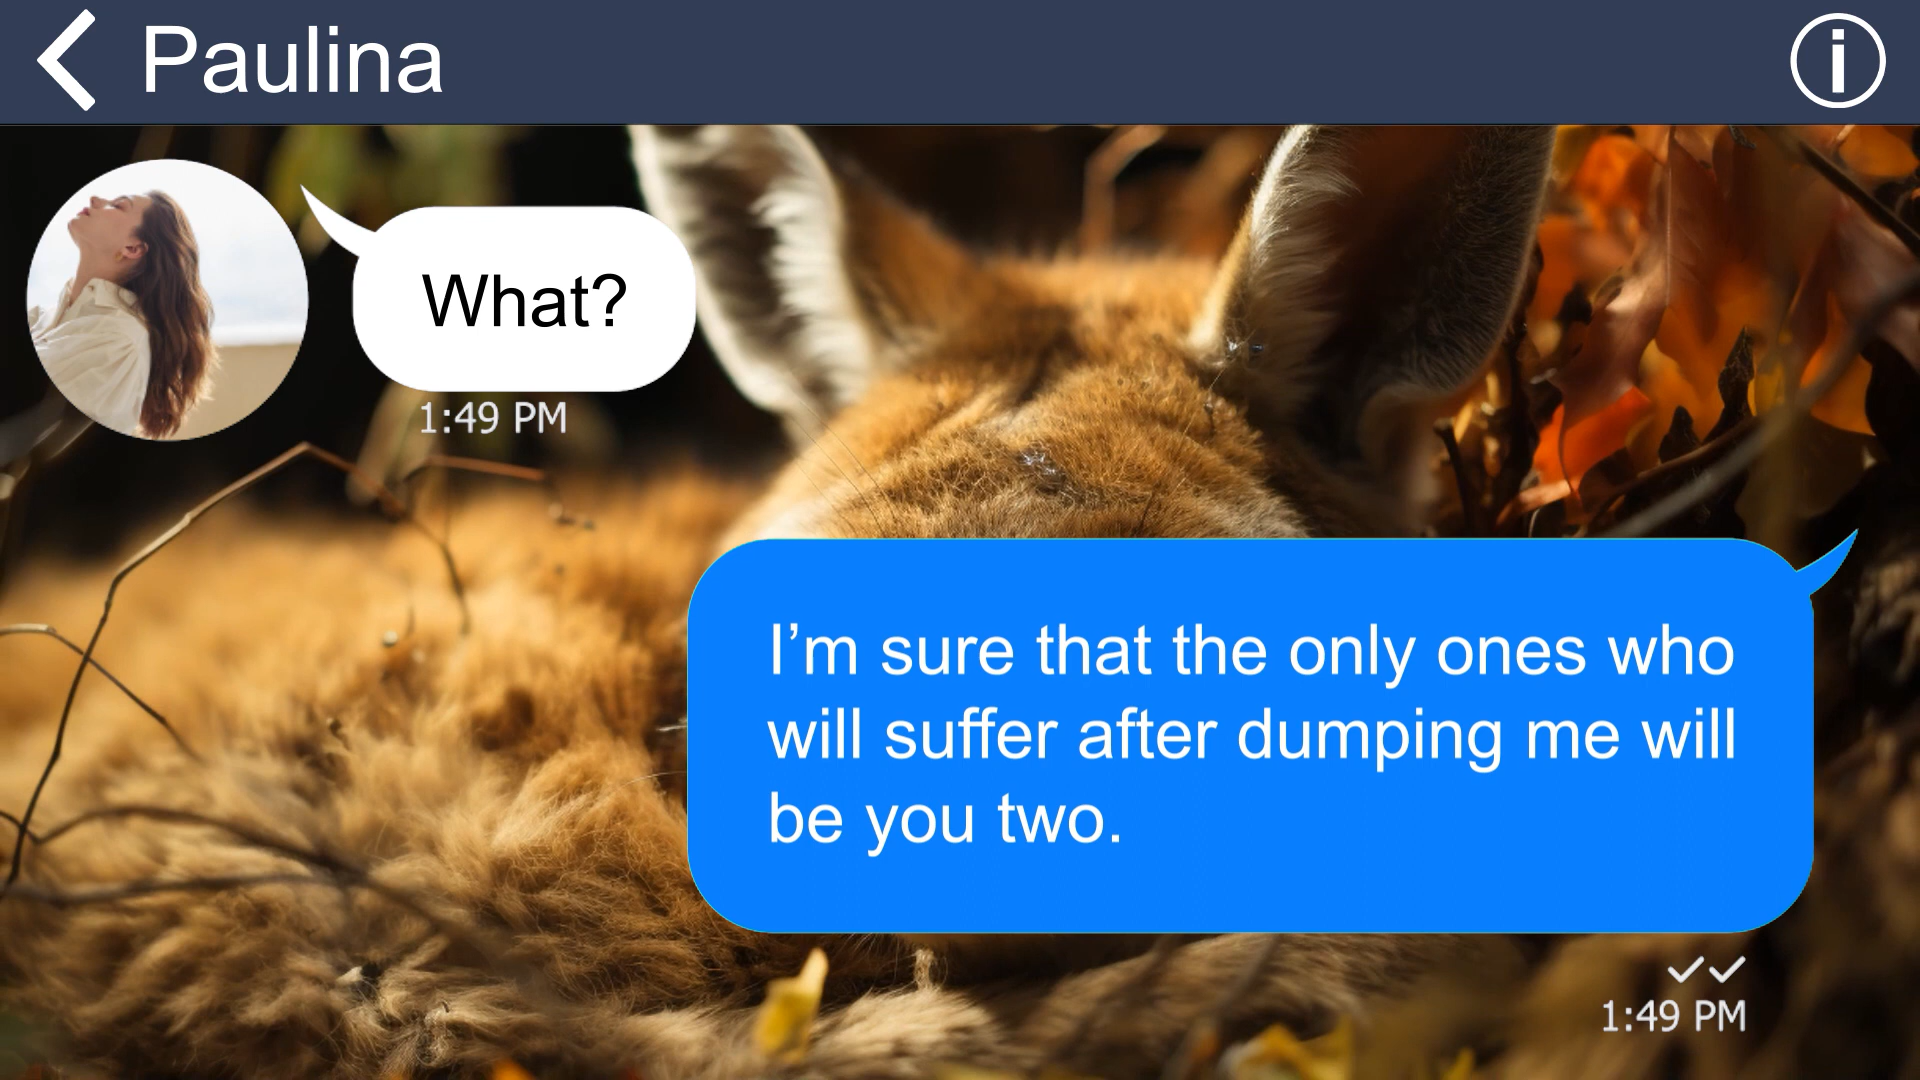 Paulina
What?
1:49 PM
I’m sure that the only ones who
will suffer after dumping me will
be you two.
1:49 PM